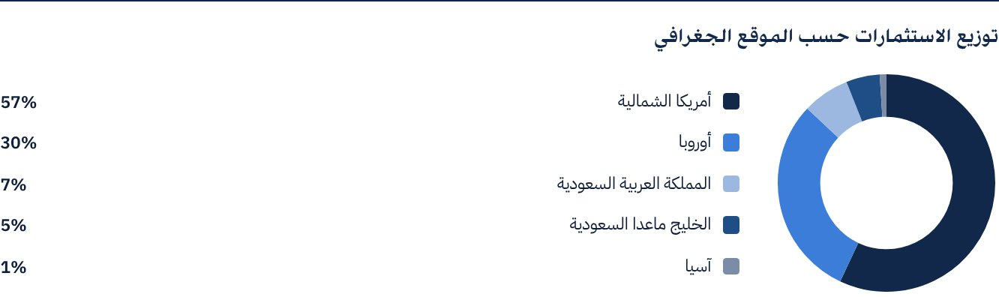 توزيع الاستثمارات حسب الموقع الجغرافي
أمريكا الشمالية 57%
أوروبا 30%
المملكة العربية السعودية 7%
الخليج ماعدا السعودية 5%
آسيا 1%